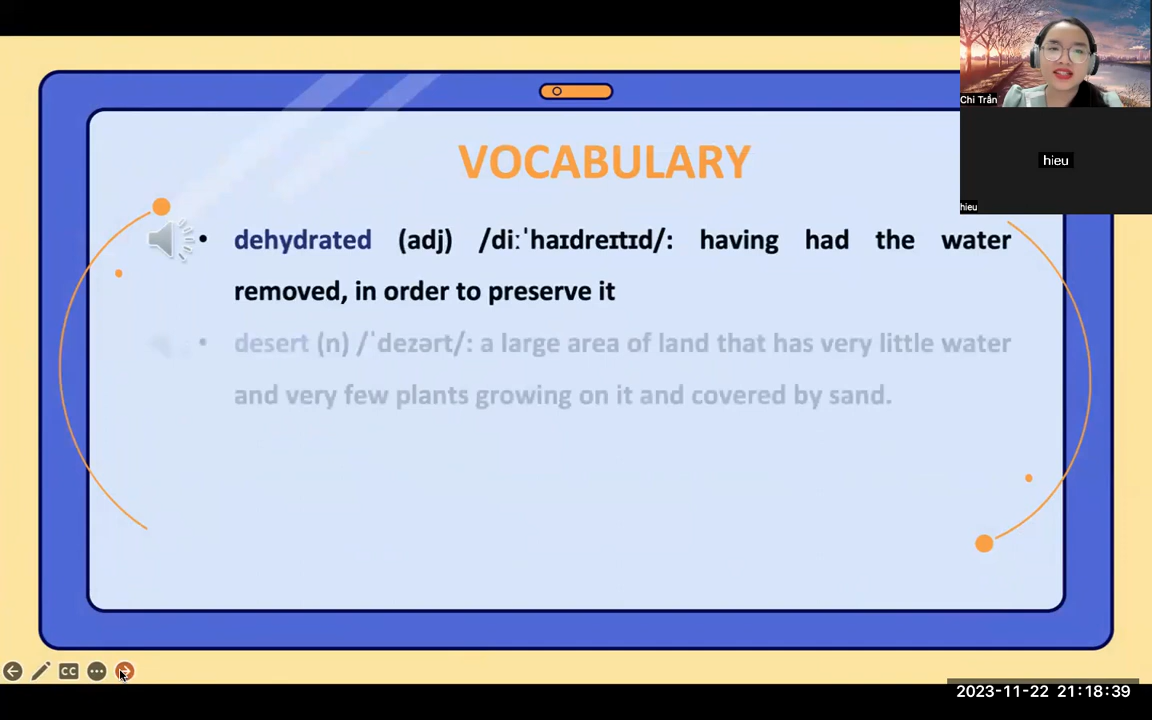 Chi Trần
hieu
hieu
VOCABULARY
• dehydrated (adj) /diːˈhaɪdreɪtɪd/: having had the water
removed, in order to preserve it
• desert (n) /ˈdezərt/: a large area of land that has very little water
and very few plants growing on it and covered by sand.
CC
2023-11-22 21:18:39